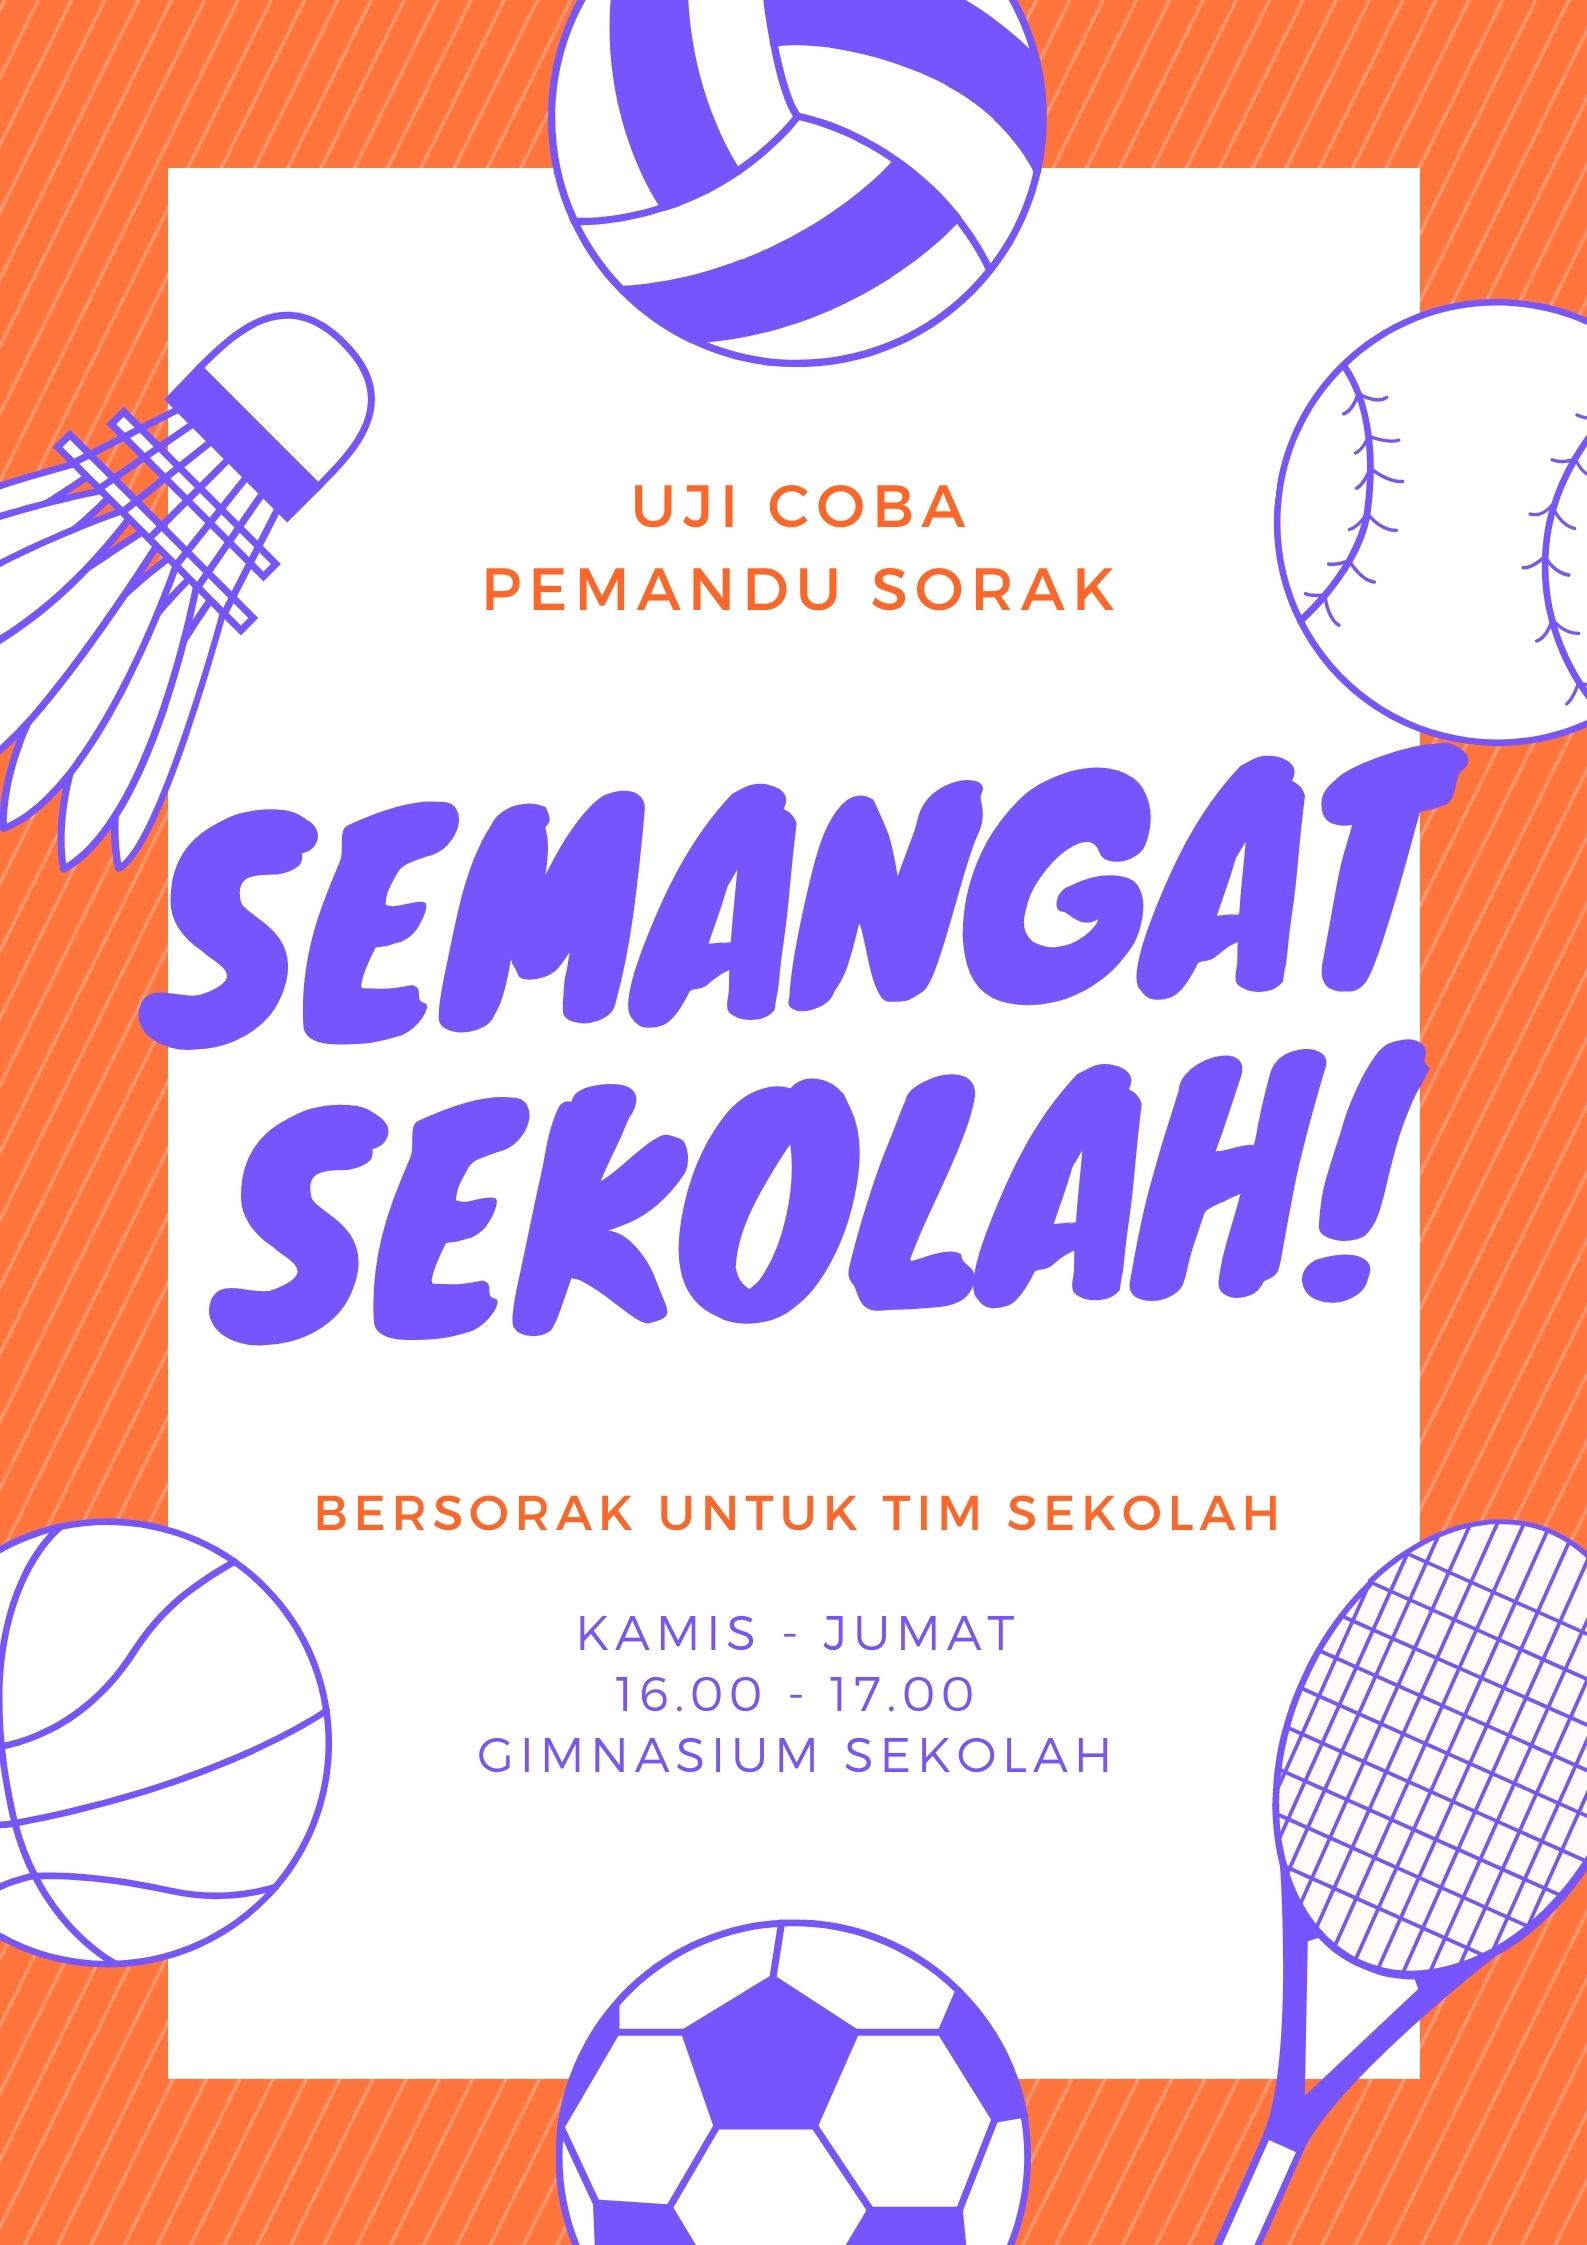 UJI COBA
PEMANDU SORAK
SEMANGAT
SEKOLAH!
BERSORAK UNTUK TIM SEKOLAH
KAMIS - JUMAT
16.00 - 17.00
GIMNASIUM SEKOLAH